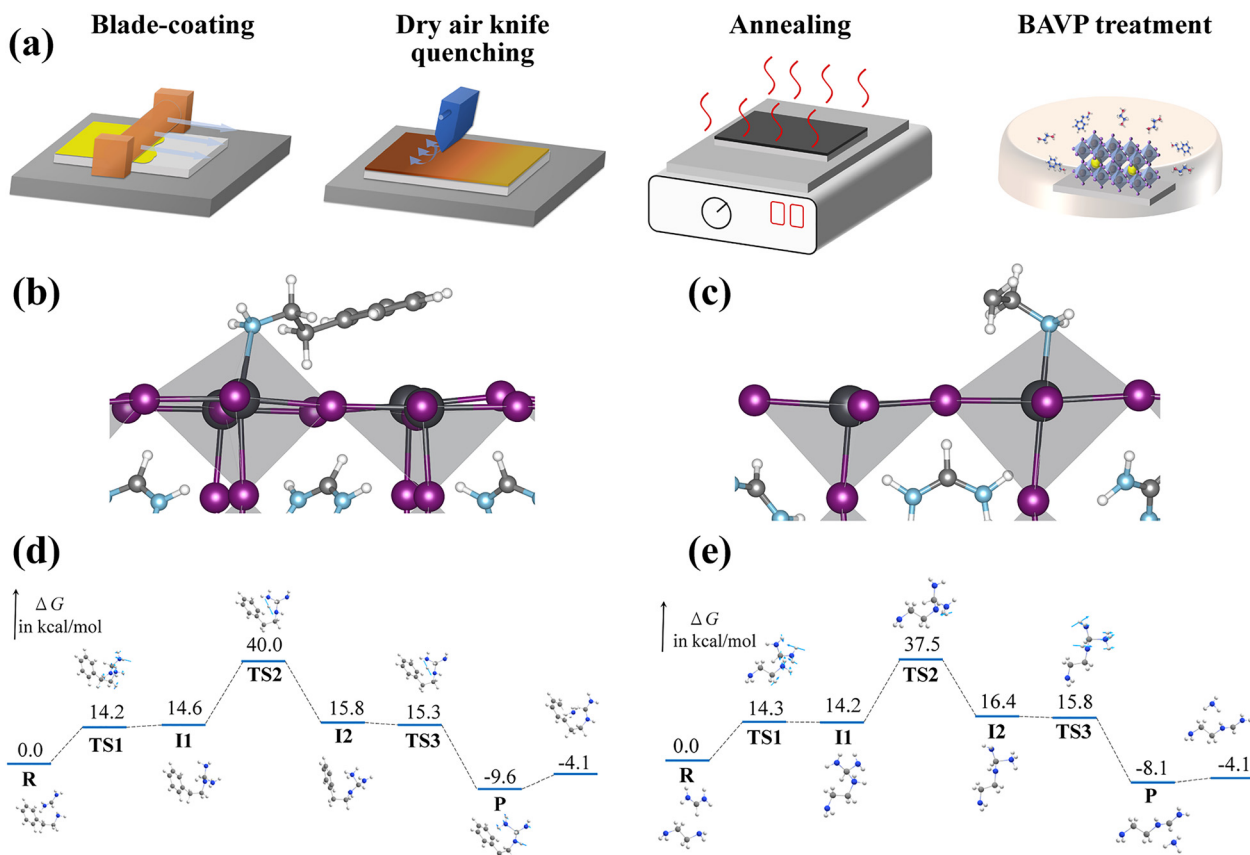 (a)
Blade-coating
Dry air knife
quenching
Annealing
BAVP treatment
(b)
(c)
(d)
Δ G
in kcal/mol
0.0
R
14.2
TS1
14.6
I1
40.0
TS2
15.8
I2
15.3
TS3
-9.6
P
-4.1
(e)
Δ G
in kcal/mol
0.0
R
14.3
TS1
14.2
I1
37.5
TS2
16.4
I2
15.8
TS3
-8.1
P
-4.1